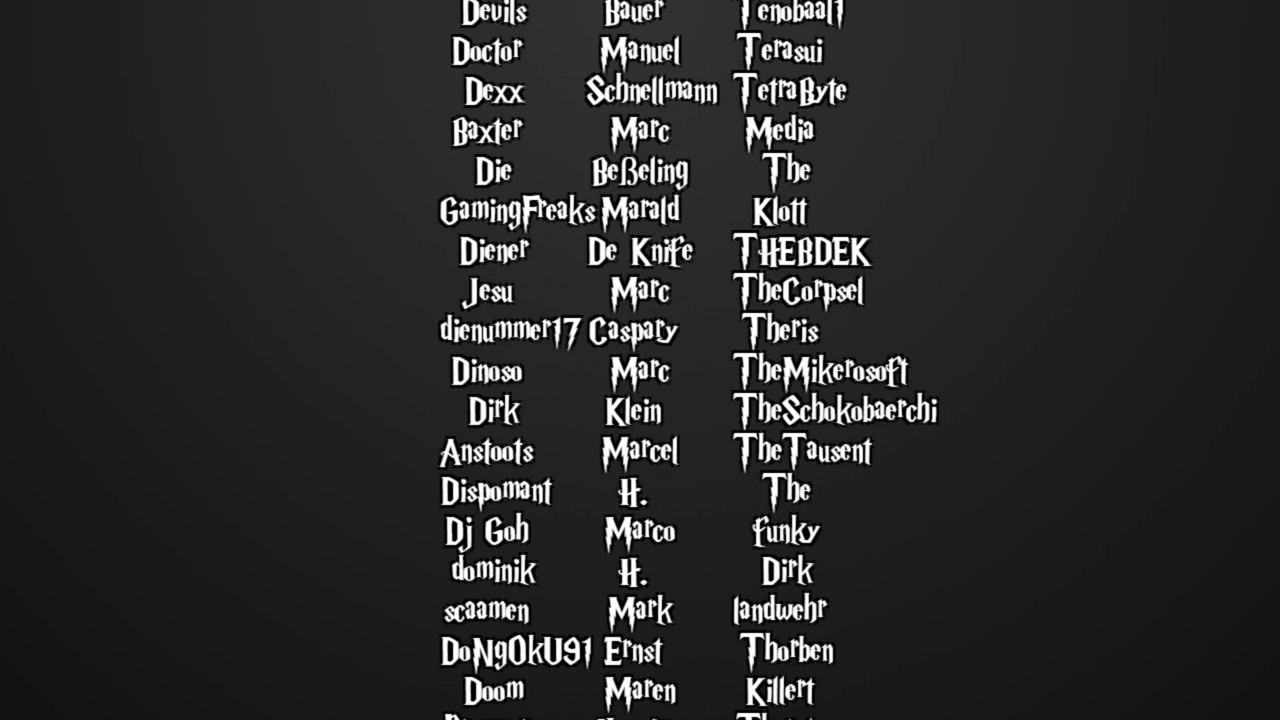 Devils Bauer Tenobaal1
Doctor Manuel Terasui
Dexx Schnellmann TetraByte
Baxter Marc Media
Die Beßeling The
GamingFreaks Marald Klott
Diener De Knife THEBDEK
Jesu Marc TheCorpsel
dienummer17 Caspary Theris
Dinoso Marc TheMikerosoft
Dirk Klein TheSchokobaerchi
Anstoots Marcel TheTausent
Dispomant H. The
Dj Goh Marco funky
dominik H. Dirk
scaamen Mark landwehr
DoNgOkU91 Ernst Thorben
Doom Maren Killert